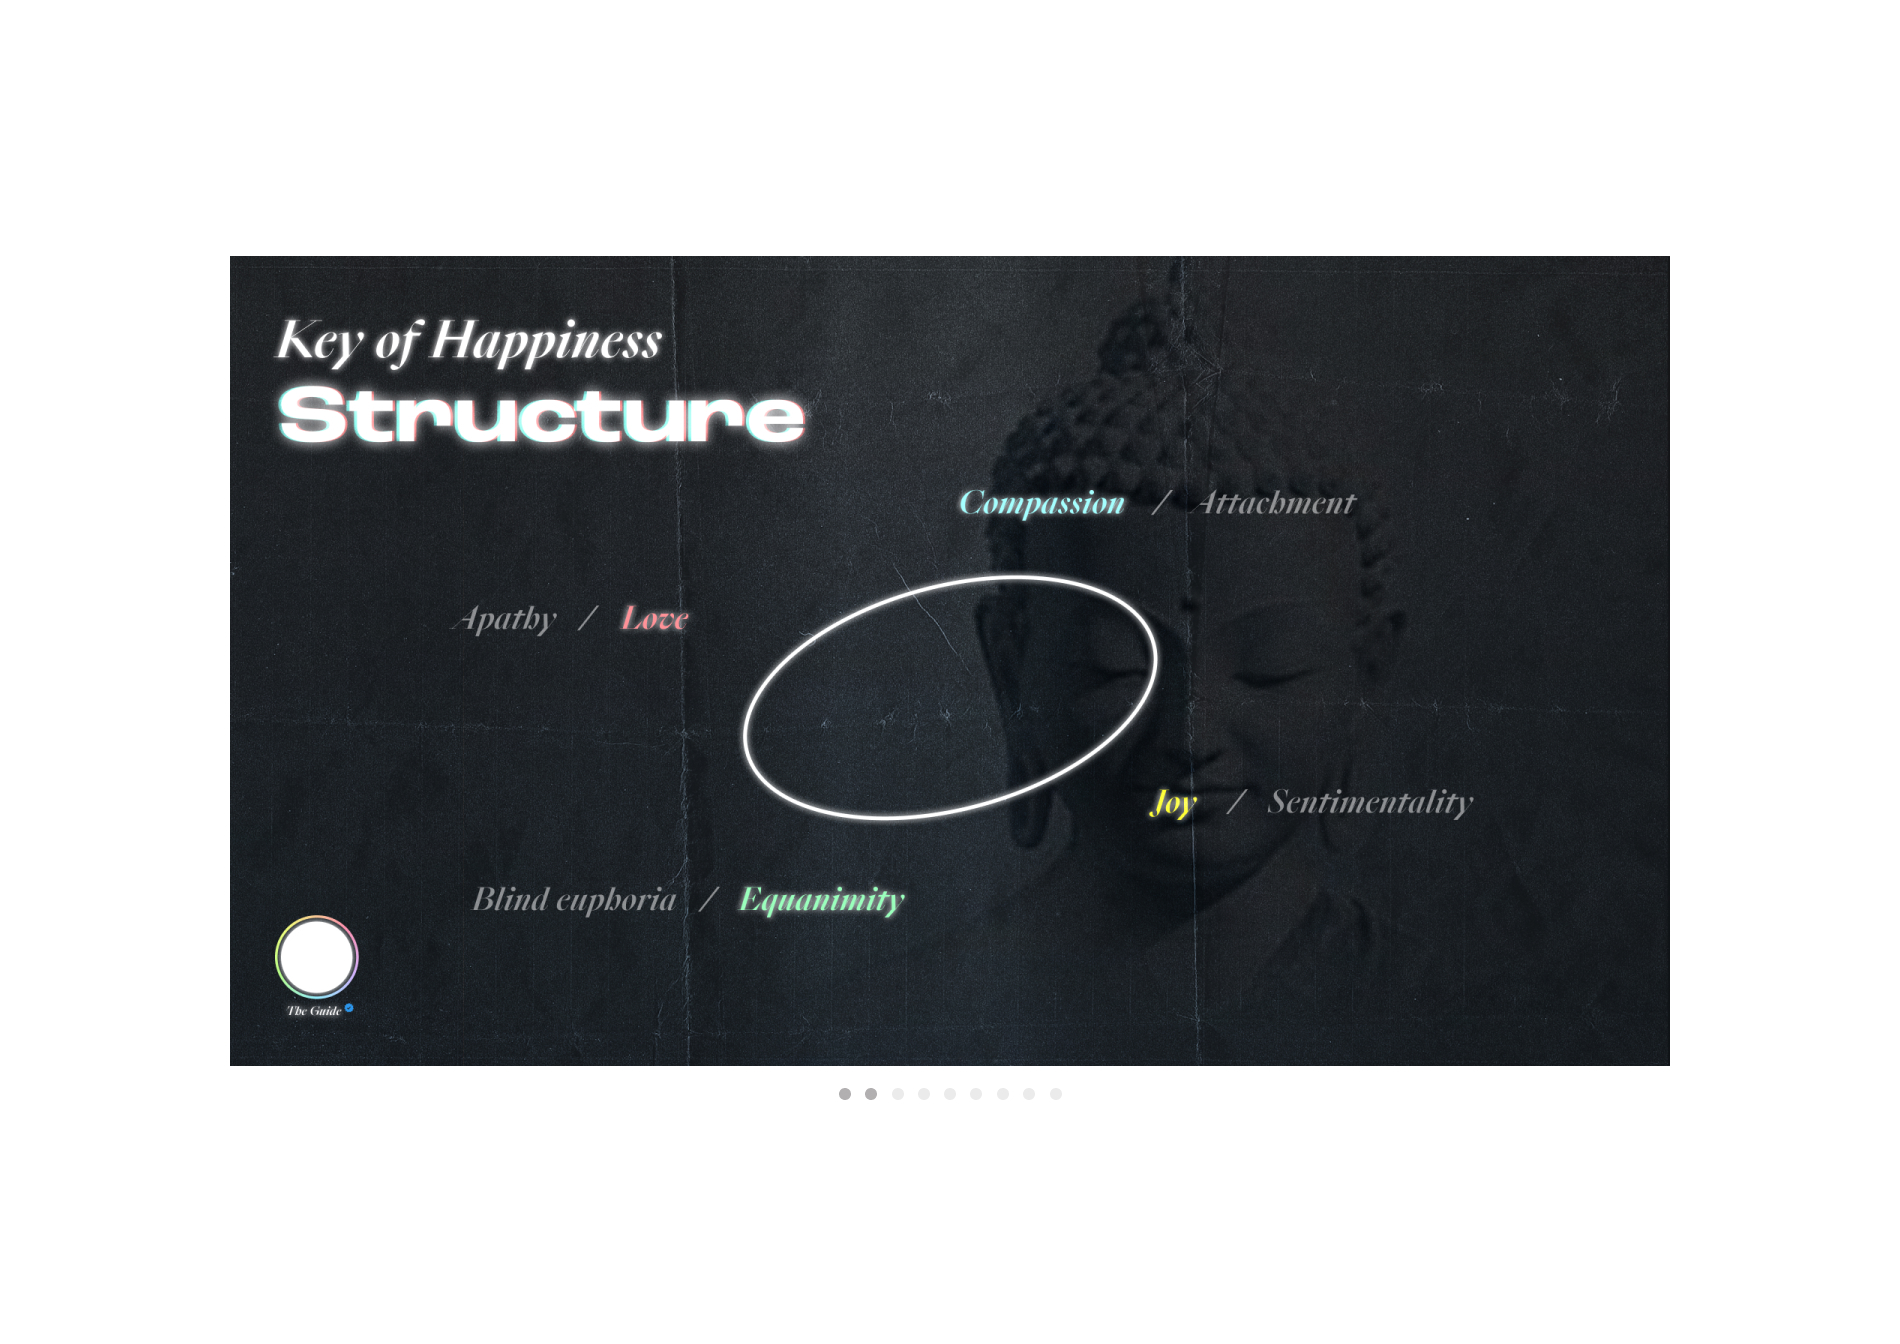 Key of Happiness
Structure
Compassion / Attachment
Apathy / Love
Joy / Sentimentality
Blind euphoria / Equanimity
The Guide